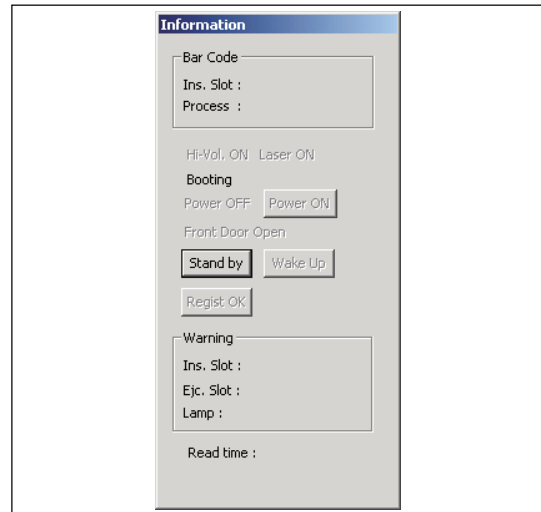 Information
Bar Code
Ins. Slot :
Process :
Hi-Vol. ON Laser ON
Booting
Power OFF Power ON
Front Door Open
Stand by Wake Up
Regist OK
Warning
Ins. Slot :
Ejc. Slot :
Lamp :
Read time :